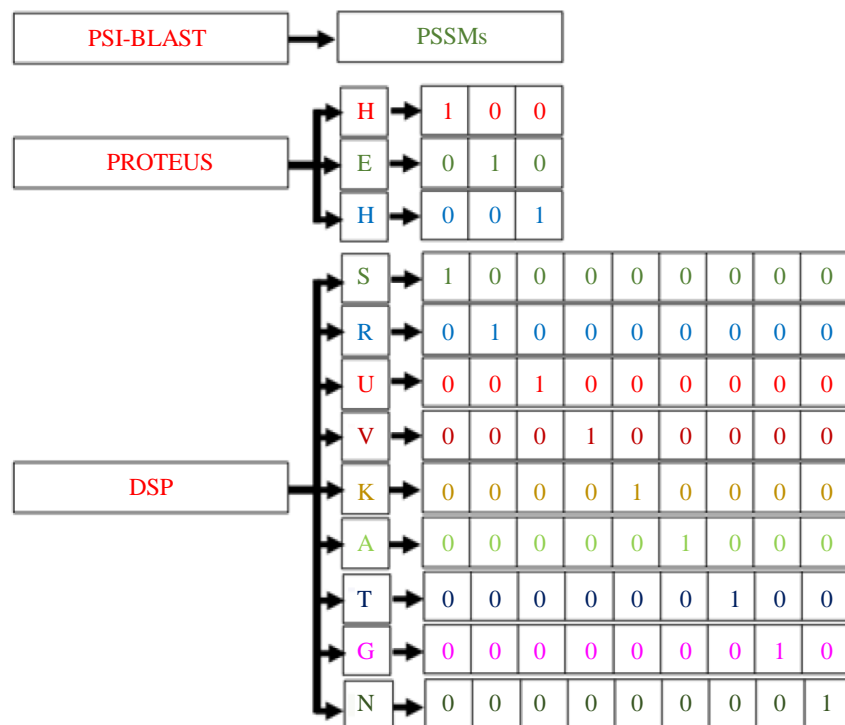 PSI-BLAST PSSMs
H 1 0 0
PROTEUS E 0 1 0
H 0 0 1
S 1 0 0 0 0 0 0 0 0
R 0 1 0 0 0 0 0 0 0
U 0 0 1 0 0 0 0 0 0
V 0 0 0 1 0 0 0 0 0
DSP K 0 0 0 0 1 0 0 0 0
A 0 0 0 0 0 1 0 0 0
T 0 0 0 0 0 0 1 0 0
G 0 0 0 0 0 0 0 1 0
N 0 0 0 0 0 0 0 0 1